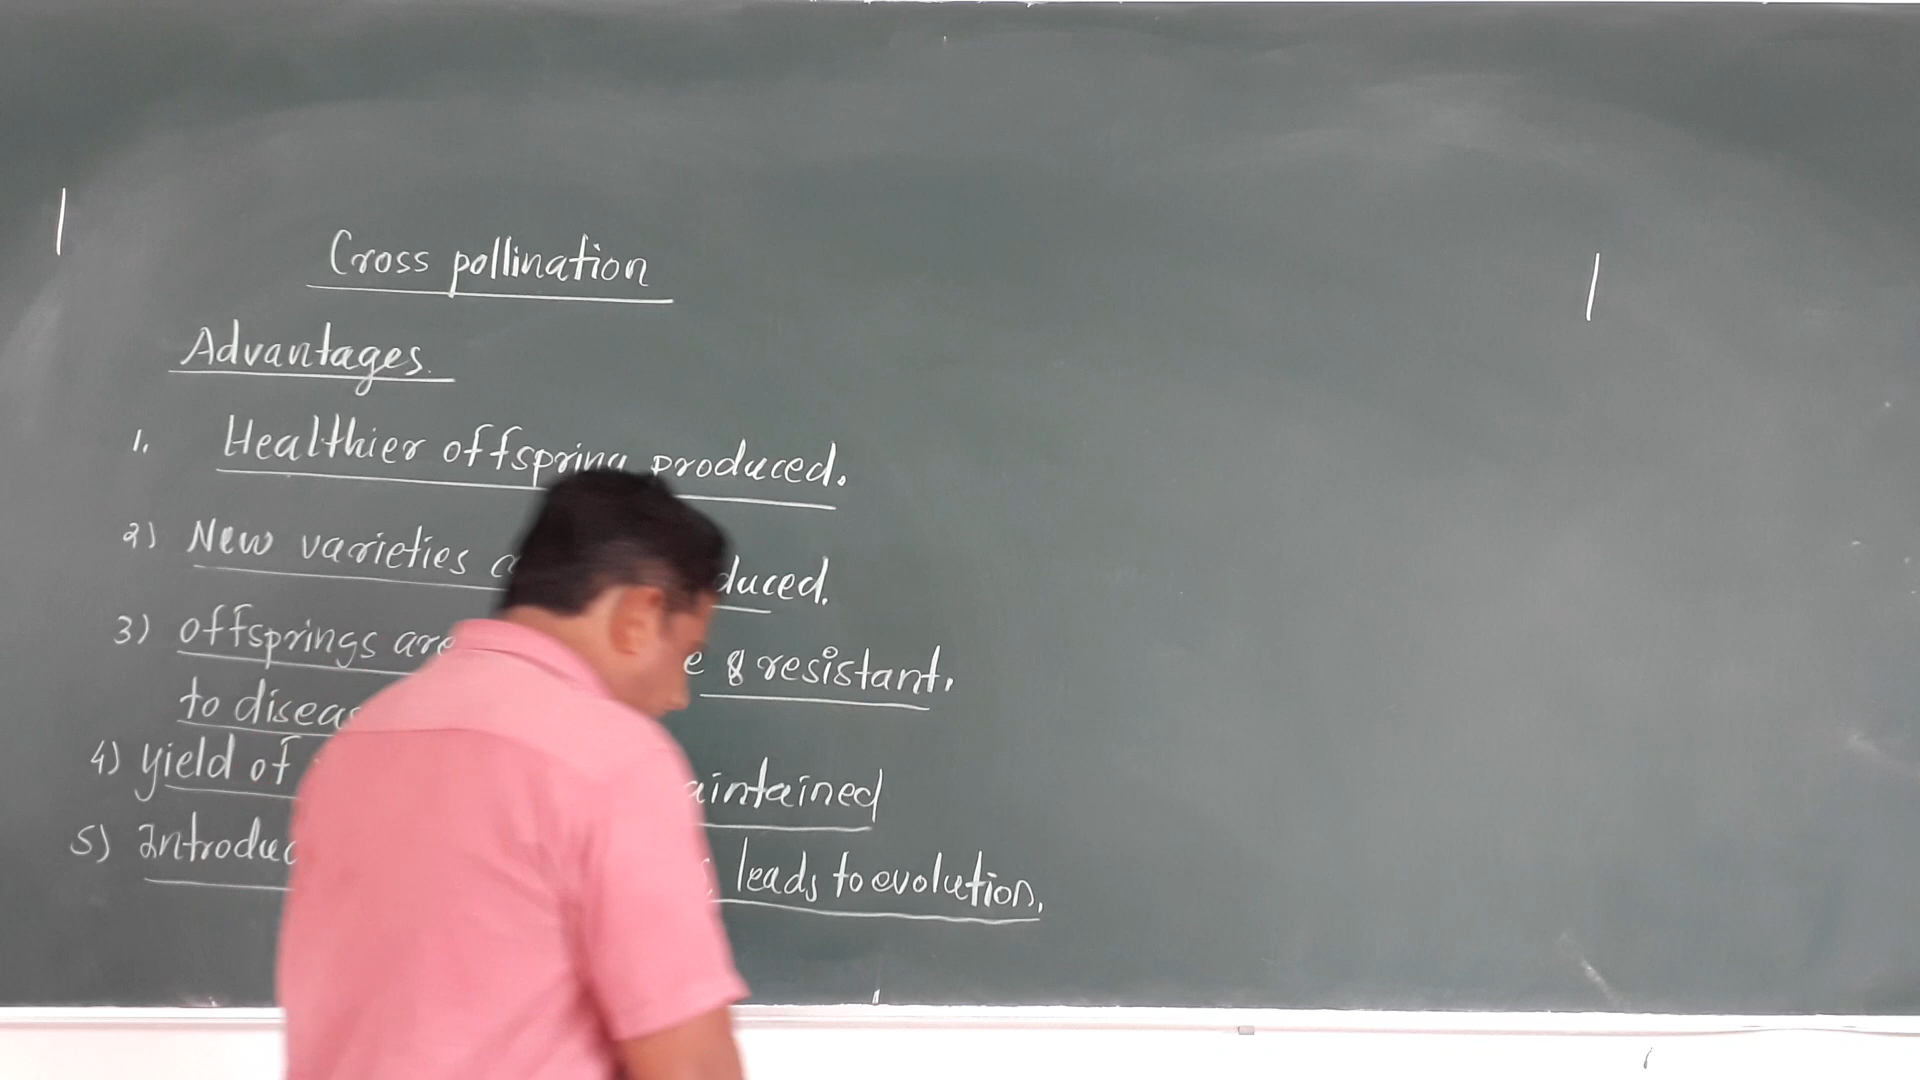 Cross pollination
Advantages.
1. Healthier offspring produced.
2) New varieties duced.
3) offsprings are e & resistant.
to diseas
4) yield of aintained
5) Introduc leads to evolution.